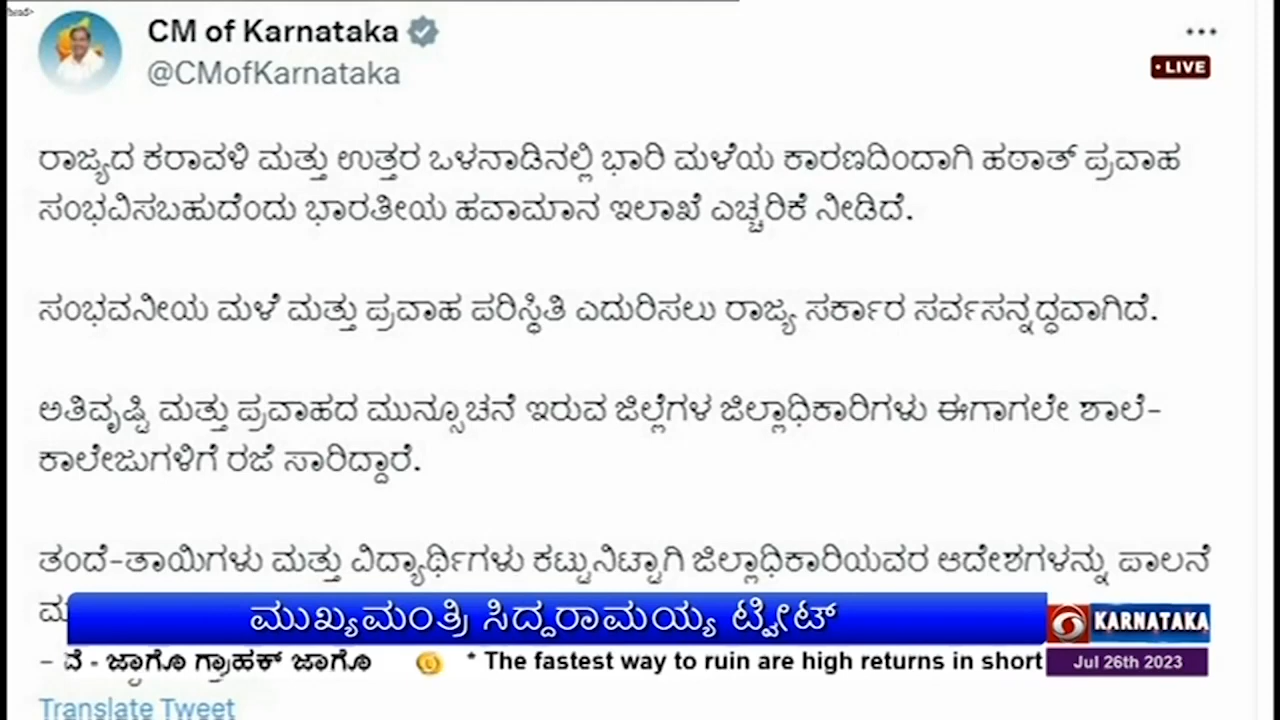 CM of Karnataka
@CMofKarnataka
• LIVE
ರಾಜ್ಯದ ಕರಾವಳಿ ಮತ್ತು ಉತ್ತರ ಒಳನಾಡಿನಲ್ಲಿ ಭಾರಿ ಮಳೆಯ ಕಾರಣದಿಂದಾಗಿ ಹಠಾತ್ ಪ್ರವಾಹ
ಸಂಭವಿಸಬಹುದೆಂದು ಭಾರತೀಯ ಹವಾಮಾನ ಇಲಾಖೆ ಎಚ್ಚರಿಕೆ ನೀಡಿದೆ.
ಸಂಭವನೀಯ ಮಳೆ ಮತ್ತು ಪ್ರವಾಹ ಪರಿಸ್ಥಿತಿ ಎದುರಿಸಲು ರಾಜ್ಯ ಸರ್ಕಾರ ಸರ್ವಸನ್ನದ್ಧವಾಗಿದೆ.
ಅತಿವೃಷ್ಟಿ ಮತ್ತು ಪ್ರವಾಹದ ಮುನ್ಸೂಚನೆ ಇರುವ ಜಿಲ್ಲೆಗಳ ಜಿಲ್ಲಾಧಿಕಾರಿಗಳು ಈಗಾಗಲೇ ಶಾಲೆ-
ಕಾಲೇಜುಗಳಿಗೆ ರಜೆ ಸಾರಿದ್ದಾರೆ.
ತಂದೆ-ತಾಯಿಗಳು ಮತ್ತು ವಿದ್ಯಾರ್ಥಿಗಳು ಕಟ್ಟುನಿಟ್ಟಾಗಿ ಜಿಲ್ಲಾಧಿಕಾರಿಯವರ ಆದೇಶಗಳನ್ನು ಪಾಲನೆ
ಮುಖ್ಯಮಂತ್ರಿ ಸಿದ್ದರಾಮಯ್ಯ ಟ್ವೀಟ್
KARNATAKA
– ವೆ - ಜಾಗೊ ಗ್ರಾಹಕ್ ಜಾಗೊ * The fastest way to ruin are high returns in short
Jul 26th 2023
Translate Tweet